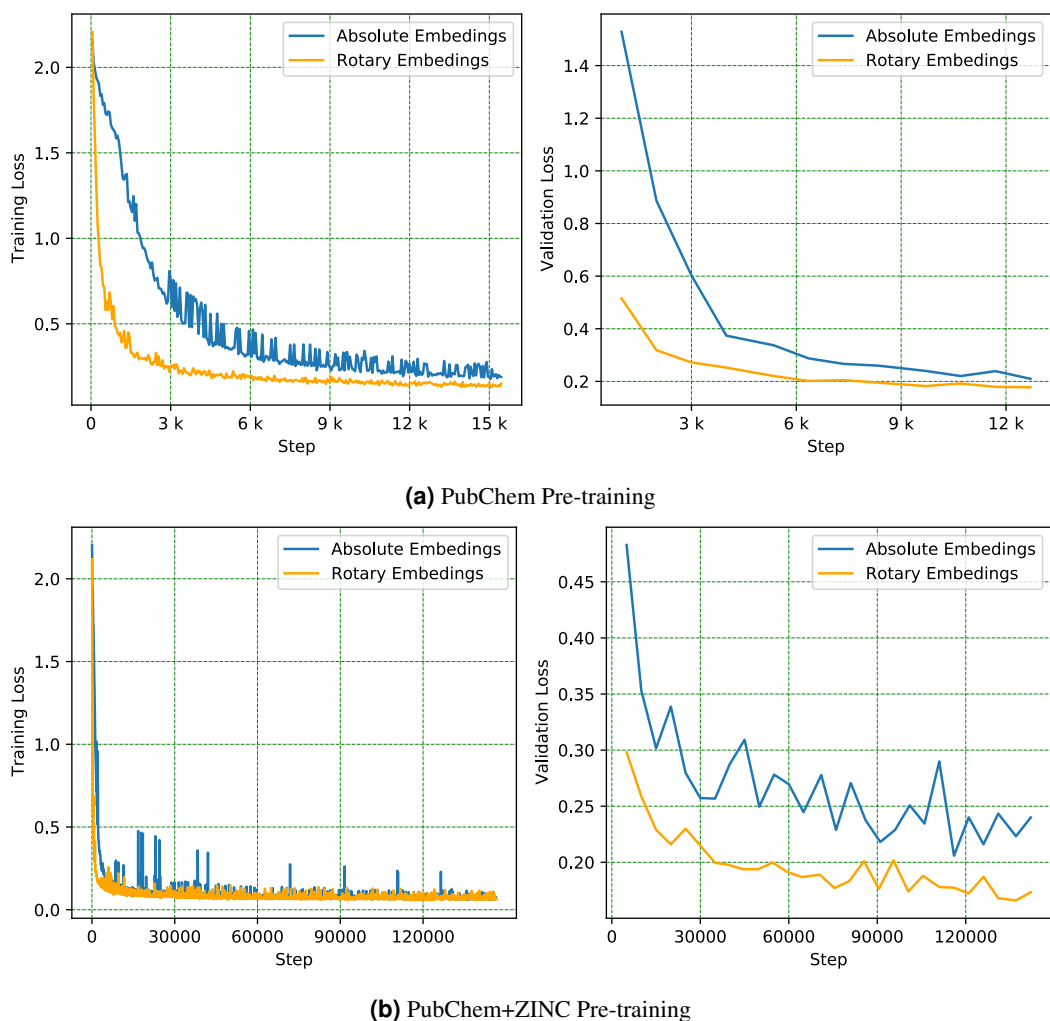 Absolute Embedings
Rotary Embedings
2.0
1.5
1.0
0.5
Training Loss
0
3 k
6 k
9 k
12 k
15 k
Step
Absolute Embedings
Rotary Embedings
1.4
1.2
1.0
0.8
0.6
0.4
0.2
Validation Loss
3 k
6 k
9 k
12 k
Step
(a) PubChem Pre-training
Absolute Embedings
Rotary Embedings
2.0
1.5
1.0
0.5
0.0
Training Loss
0
30000
60000
90000
120000
Step
Absolute Embedings
Rotary Embedings
0.45
0.40
0.35
0.30
0.25
0.20
Validation Loss
0
30000
60000
90000
120000
Step
(b) PubChem+ZINC Pre-training